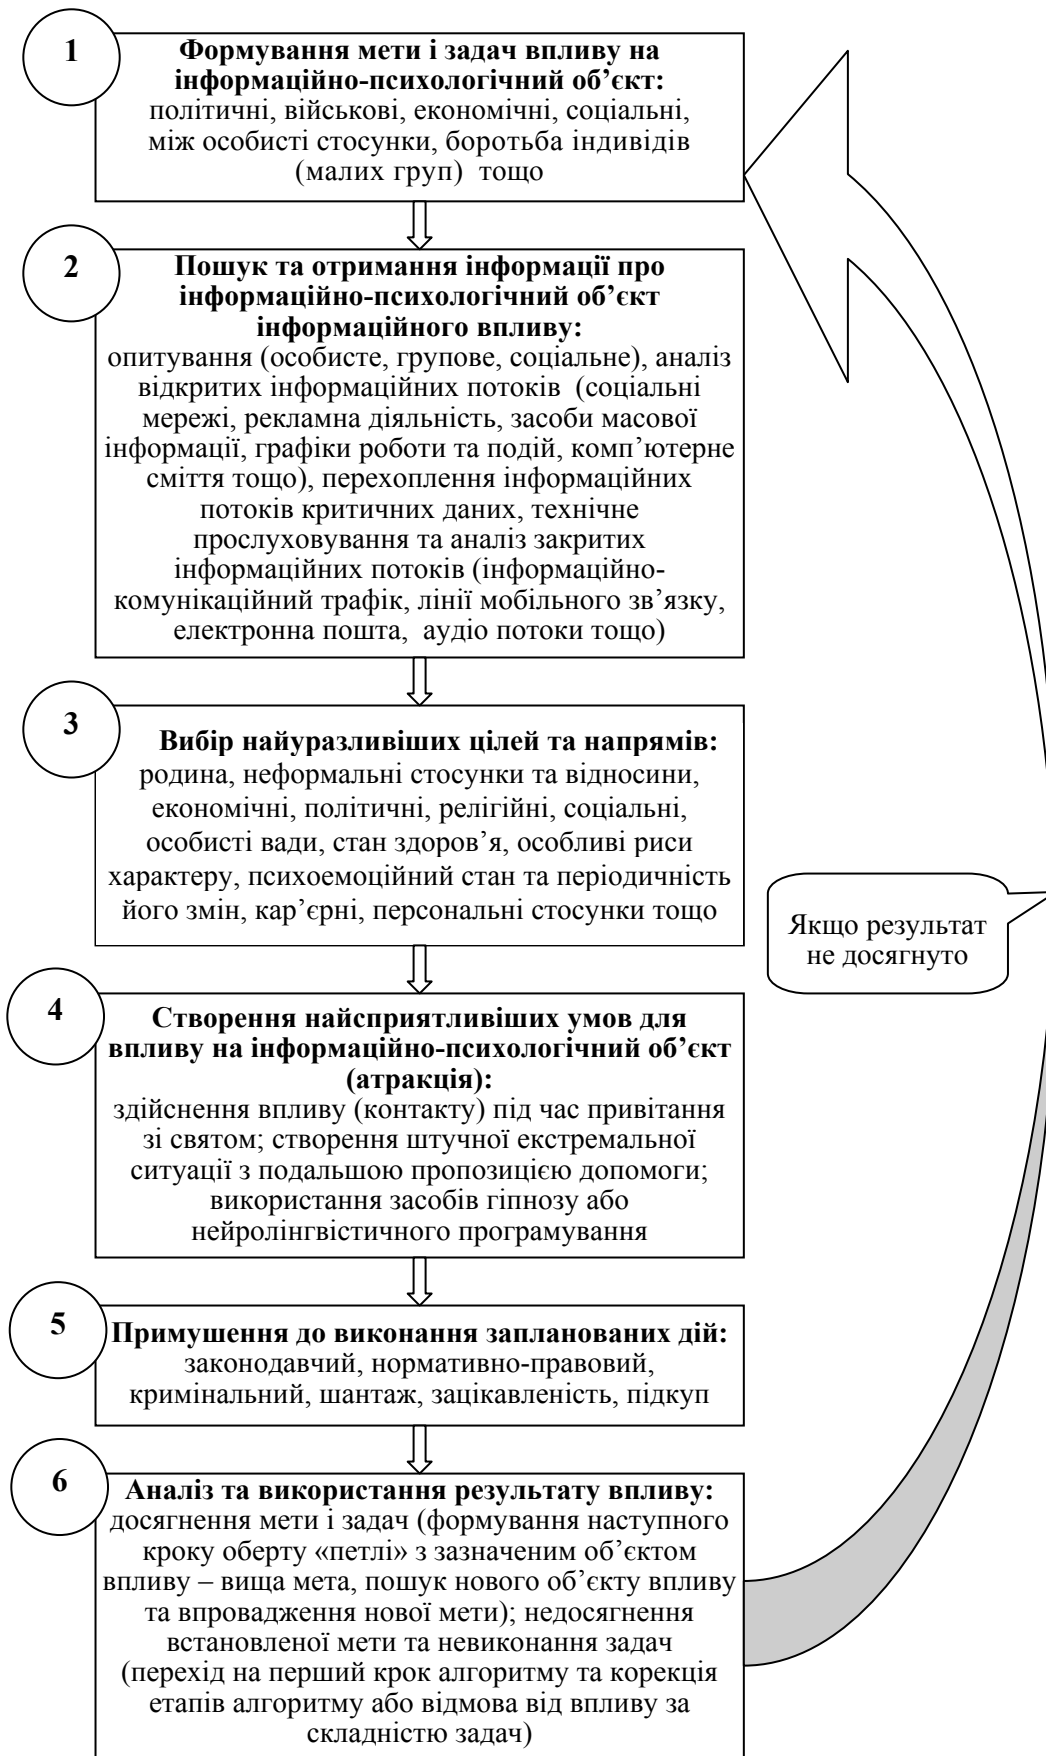 1
Формування мети і задач впливу на
інформаційно-психологічний об’єкт:
політичні, військові, економічні, соціальні,
між особисті стосунки, боротьба індивідів
(малих груп) тощо
2
Пошук та отримання інформації про
інформаційно-психологічний об’єкт
інформаційного впливу:
опитування (особисте, групове, соціальне), аналіз
відкритих інформаційних потоків (соціальні
мережі, рекламна діяльність, засоби масової
інформації, графіки роботи та подій, комп’ютерне
сміття тощо), перехоплення інформаційних
потоків критичних даних, технічне
прослуховування та аналіз закритих
інформаційних потоків (інформаційно-
комунікаційний трафік, лінії мобільного зв’язку,
електронна пошта, аудіо потоки тощо)
3
Вибір найуразливіших цілей та напрямів:
родина, неформальні стосунки та відносини,
економічні, політичні, релігійні, соціальні,
особисті вади, стан здоров’я, особливі риси
характеру, психоемоційний стан та періодичність
його змін, кар’єрні, персональні стосунки тощо
Якщо результат
не досягнуто
4
Створення найсприятливіших умов для
впливу на інформаційно-психологічний об’єкт
(атракція):
здійснення впливу (контакту) під час привітання
зі святом; створення штучної екстремальної
ситуації з подальшою пропозицією допомоги;
використання засобів гіпнозу або
нейролінгвістичного програмування
5
Примушення до виконання запланованих дій:
законодавчий, нормативно-правовий,
кримінальний, шантаж, зацікавленість, підкуп
6
Аналіз та використання результату впливу:
досягнення мети і задач (формування наступного
кроку оберту «петлі» з зазначеним об’єктом
впливу – вища мета, пошук нового об’єкту впливу
та впровадження нової мети); недосягнення
встановленої мети та невиконання задач
(перехід на перший крок алгоритму та корекція
етапів алгоритму або відмова від впливу за
складністю задач)